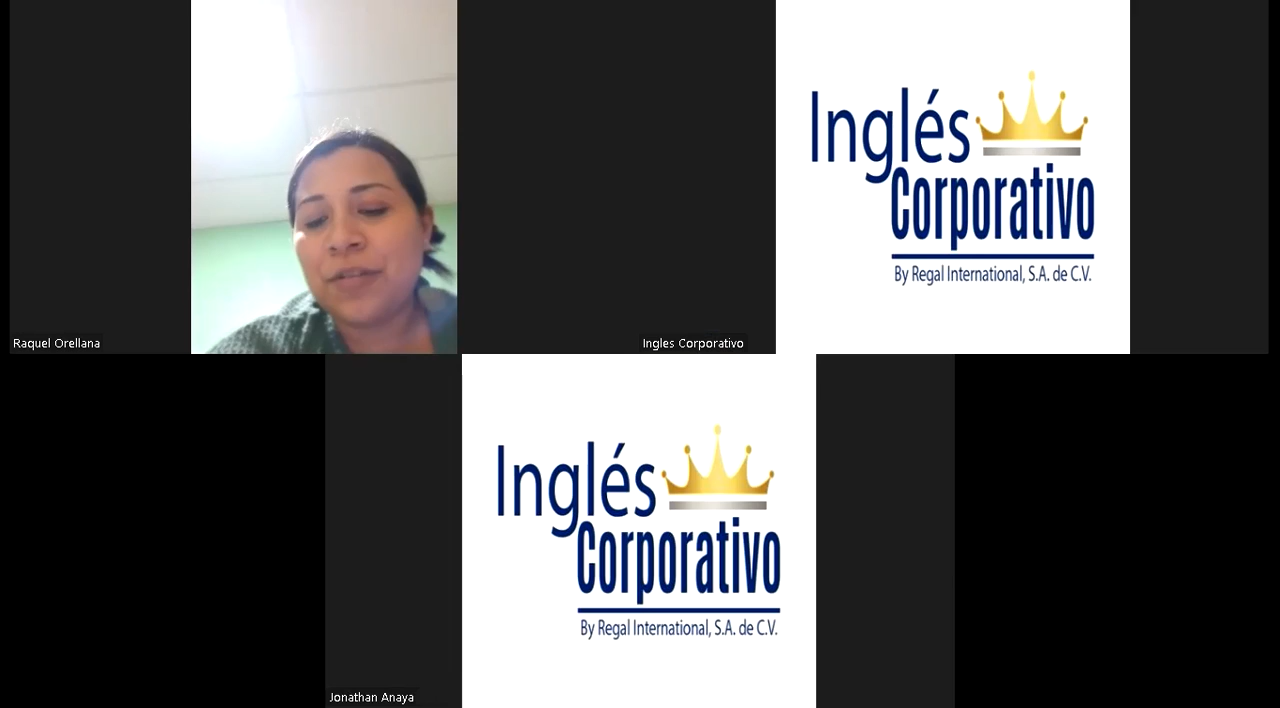 Inglés
Corporativo
By Regal International, S.A. de C.V.
Raquel Orellana
Ingles Corporativo
Inglés
Corporativo
By Regal International, S.A. de C.V.
Jonathan Anaya